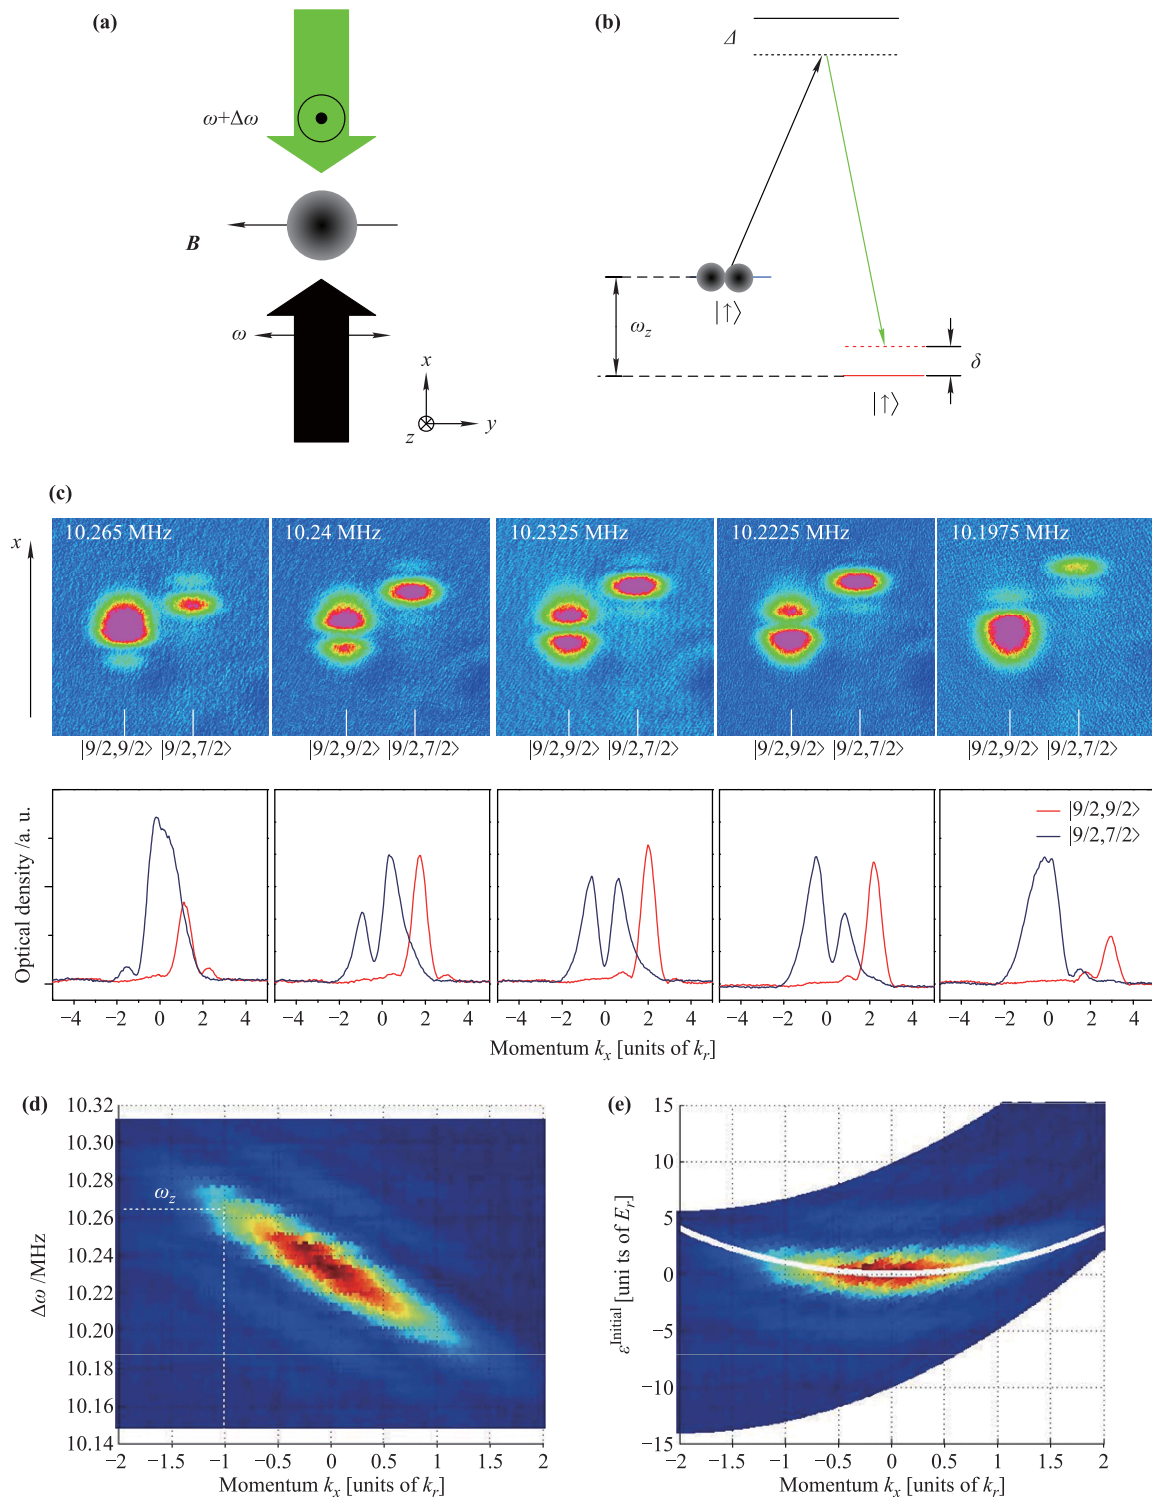 (a)
ω+Δω
B
ω
x
y
z
(b)
Δ
|↑⟩
ω_z
δ
|↑⟩
(c)
x
10.265 MHz
10.24 MHz
10.2325 MHz
10.2225 MHz
10.1975 MHz
|9/2,9/2⟩ |9/2,7/2⟩
|9/2,9/2⟩ |9/2,7/2⟩
|9/2,9/2⟩ |9/2,7/2⟩
|9/2,9/2⟩ |9/2,7/2⟩
|9/2,9/2⟩ |9/2,7/2⟩
Optical density /a. u.
|9/2,9/2⟩
|9/2,7/2⟩
−4 −2 0 2 4
−4 −2 0 2 4
−4 −2 0 2 4
−4 −2 0 2 4
−4 −2 0 2 4
Momentum k_x [units of k_r]
(d)
Δω /MHz
10.32
10.30
10.28
10.26
10.24
10.22
10.20
10.18
10.16
10.14
ω_z
−2 −1.5 −1 −0.5 0 0.5 1 1.5 2
Momentum k_x [units of k_r]
(e)
ε^Initial [uni ts of E_r]
15
10
5
0
−5
−10
−15
−2 −1.5 −1 −0.5 0 0.5 1 1.5 2
Momentum k_x [units of k_r]